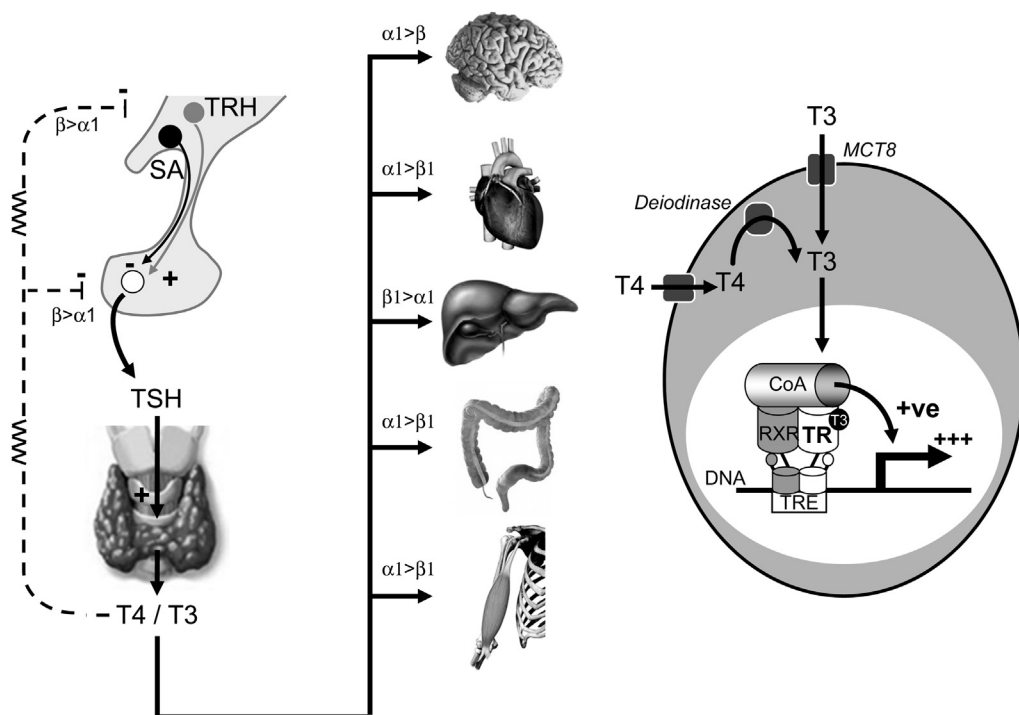 TRH
SA
-
β>α1
-
+
-
β>α1
TSH
+
T4 / T3
α1>β
α1>β1
β1>α1
α1>β1
α1>β1
T3
MCT8
Deiodinase
T4
T4
T3
CoA
RXR
TR
T3
+ve
+++
DNA
TRE